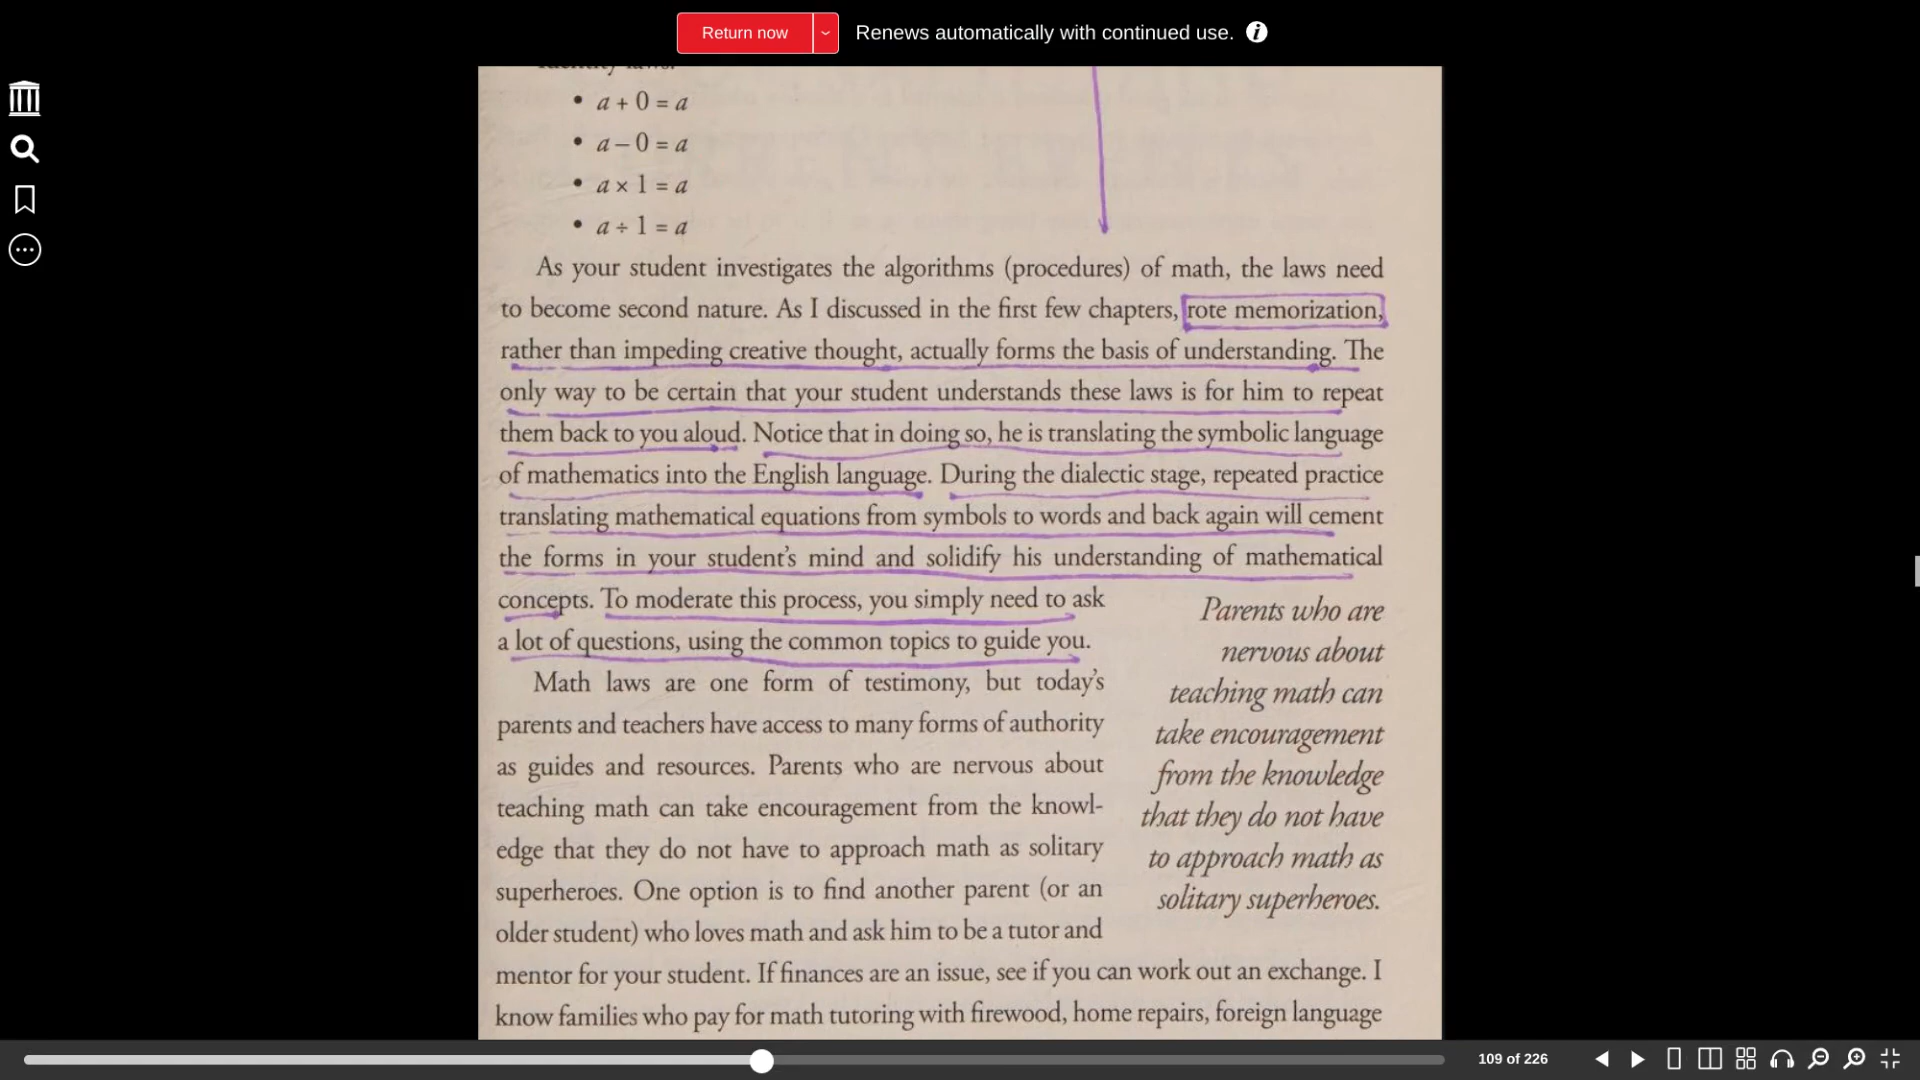 Return now
Renews automatically with continued use.
identity laws:
• a + 0 = a
• a – 0 = a
• a × 1 = a
• a ÷ 1 = a
As your student investigates the algorithms (procedures) of math, the laws need
to become second nature. As I discussed in the first few chapters, rote memorization,
rather than impeding creative thought, actually forms the basis of understanding. The
only way to be certain that your student understands these laws is for him to repeat
them back to you aloud. Notice that in doing so, he is translating the symbolic language
of mathematics into the English language. During the dialectic stage, repeated practice
translating mathematical equations from symbols to words and back again will cement
the forms in your student's mind and solidify his understanding of mathematical
concepts. To moderate this process, you simply need to ask
a lot of questions, using the common topics to guide you.
Math laws are one form of testimony, but today's
parents and teachers have access to many forms of authority
as guides and resources. Parents who are nervous about
teaching math can take encouragement from the knowl-
edge that they do not have to approach math as solitary
superheroes. One option is to find another parent (or an
older student) who loves math and ask him to be a tutor and
mentor for your student. If finances are an issue, see if you can work out an exchange. I
know families who pay for math tutoring with firewood, home repairs, foreign language
Parents who are
nervous about
teaching math can
take encouragement
from the knowledge
that they do not have
to approach math as
solitary superheroes.
109 of 226